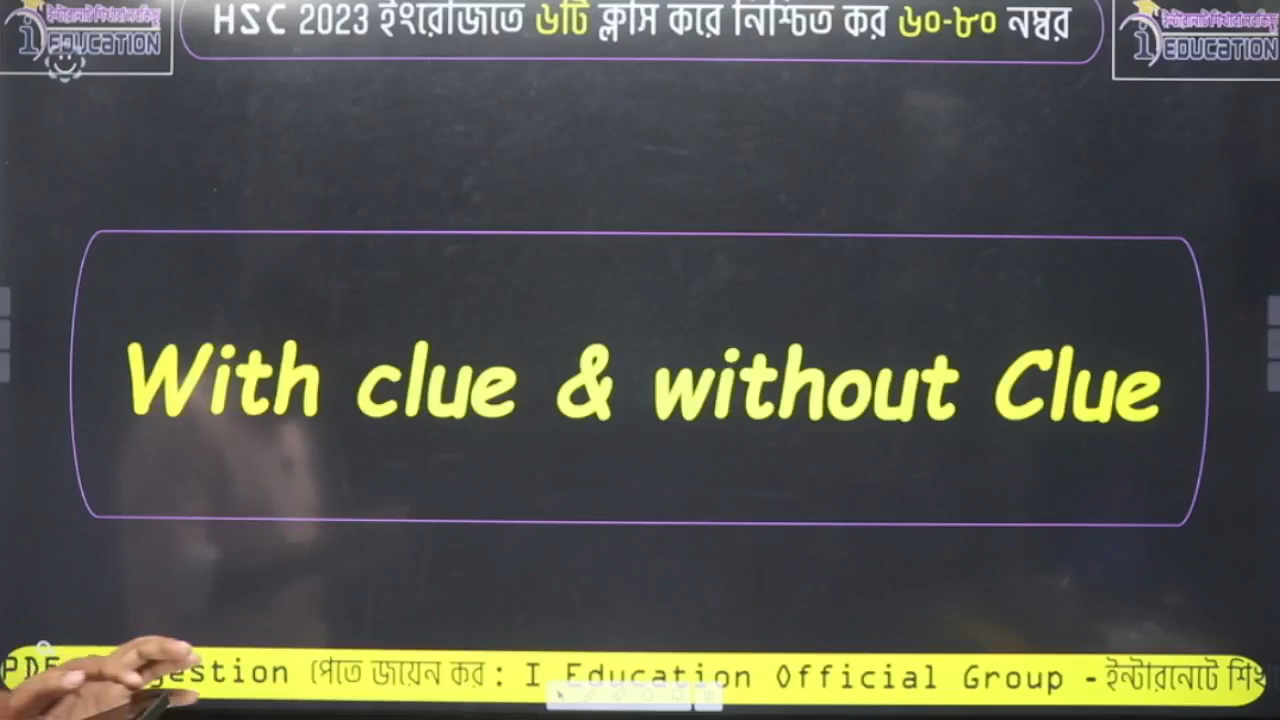 HSC 2023 ইংরেজিতে ৬টি ক্লাস করে নিশ্চিত কর ৬০-৮০ নম্বর
EDUCATION
EDUCATION
With clue & without Clue
PDF পেতে জয়েন কর : I Education Official Group - ইন্টারনেটে